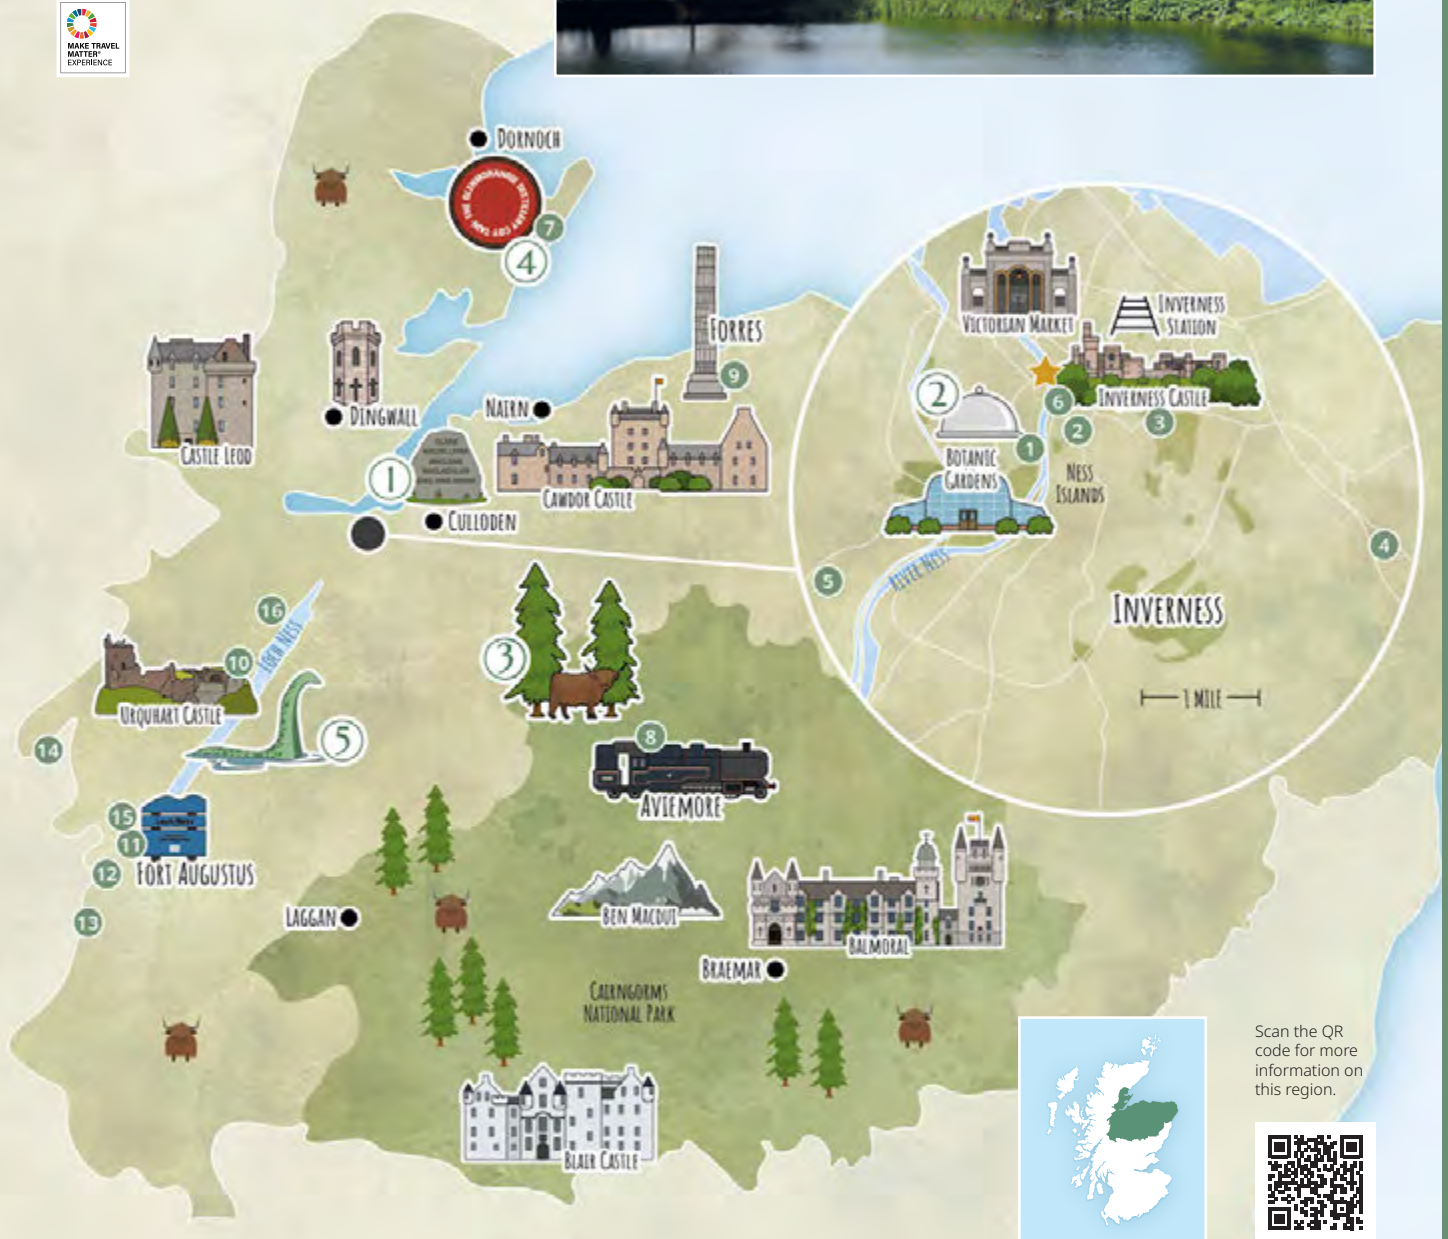 MAKE TRAVEL
MATTER®
EXPERIENCE
DORNOCH
7
4
FORRES
9
VICTORIAN MARKET
INVERNESS
STATION
INVERNESS CASTLE
6
2
3
2
1
BOTANIC
GARDENS
NESS
ISLANDS
RIVER NESS
4
5
INVERNESS
1 MILE
CASTLE LEOD
DINGWALL
NAIRN
1
CAWDOR CASTLE
CULLODEN
16
LOCH NESS
10
URQUHART CASTLE
5
14
3
8
AVIEMORE
15
11
12
FORT AUGUSTUS
13
LAGGAN
BEN MACDUI
BALMORAL
BRAEMAR
CAIRNGORMS
NATIONAL PARK
BLAIR CASTLE
Scan the QR
code for more
information on
this region.